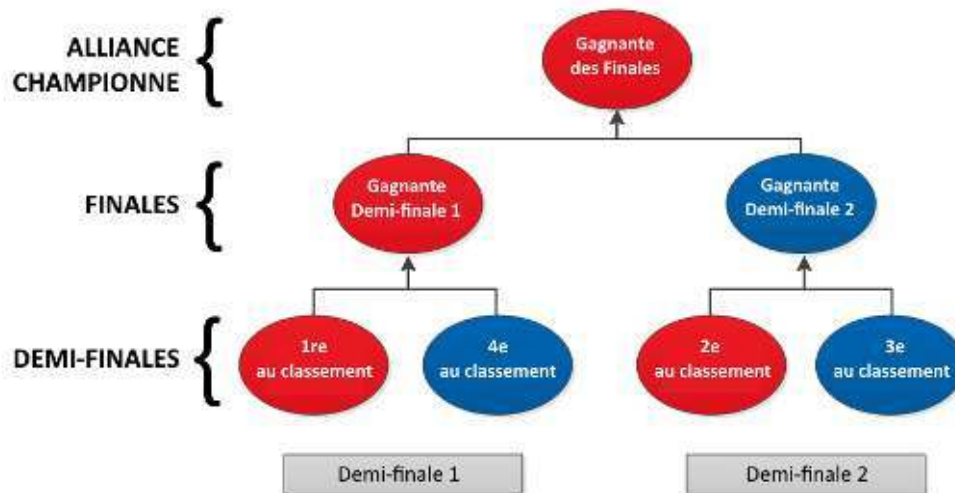 ALLIANCE
CHAMPIONNE
Gagnante
des Finales
FINALES
Gagnante
Demi-finale 1
Gagnante
Demi-finale 2
DEMI-FINALES
1re
au classement
4e
au classement
2e
au classement
3e
au classement
Demi-finale 1
Demi-finale 2